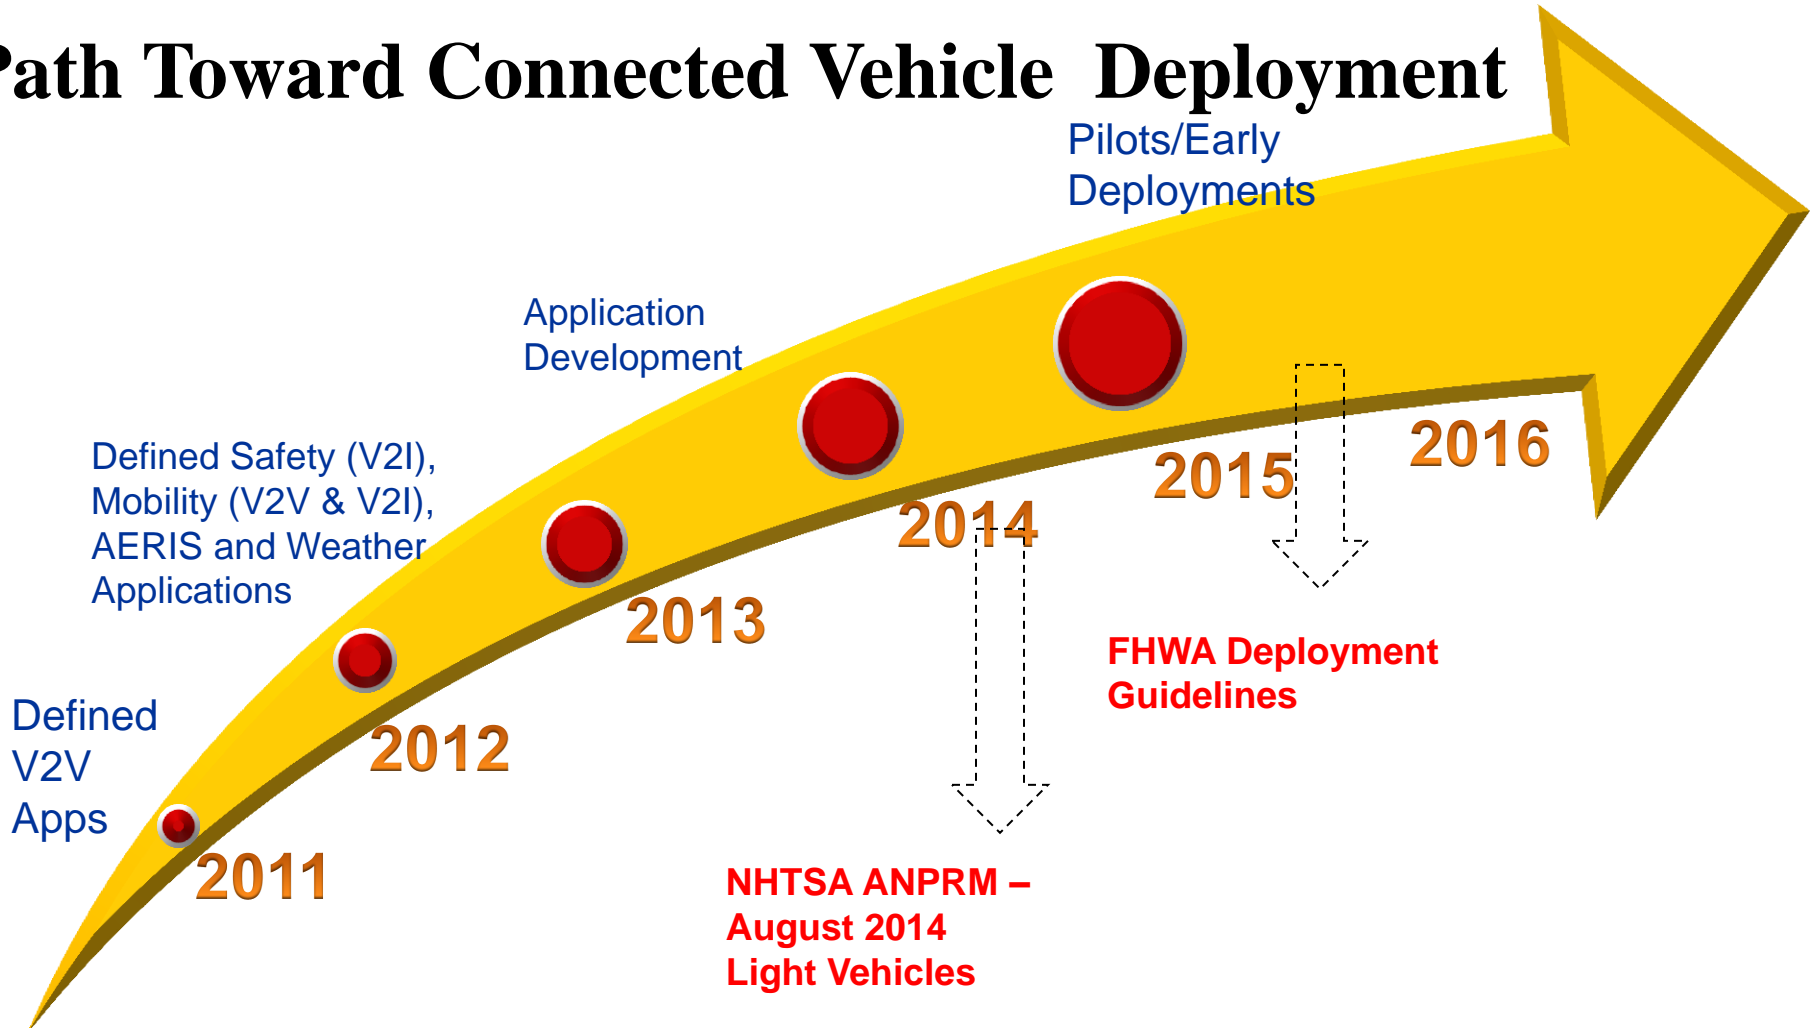 Path Toward Connected Vehicle Deployment
Pilots/Early
Deployments
Application
Development
Defined Safety (V2I),
Mobility (V2V & V2I),
AERIS and Weather
Applications
Defined
V2V
Apps
2011
2012
2013
2014
2015
2016
FHWA Deployment
Guidelines
NHTSA ANPRM –
August 2014
Light Vehicles